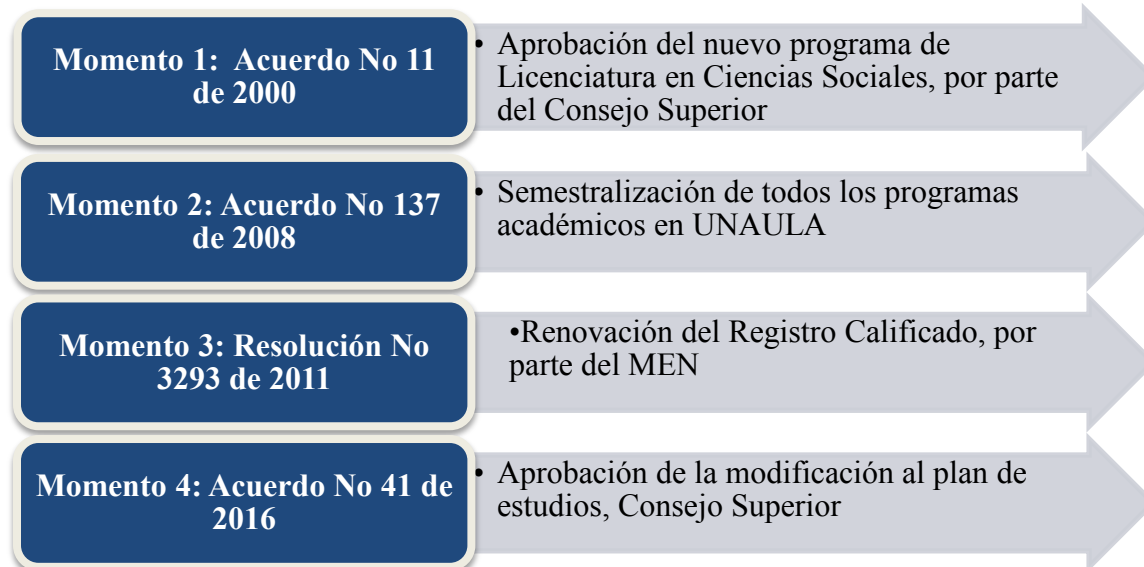 Momento 1:  Acuerdo No 11
de 2000
• Aprobación del nuevo programa de
Licenciatura en Ciencias Sociales, por parte
del Consejo Superior
Momento 2: Acuerdo No 137
de 2008
• Semestralización de todos los programas
académicos en UNAULA
Momento 3: Resolución No
3293 de 2011
•Renovación del Registro Calificado, por
parte del MEN
Momento 4: Acuerdo No 41 de
2016
• Aprobación de la modificación al plan de
estudios, Consejo Superior